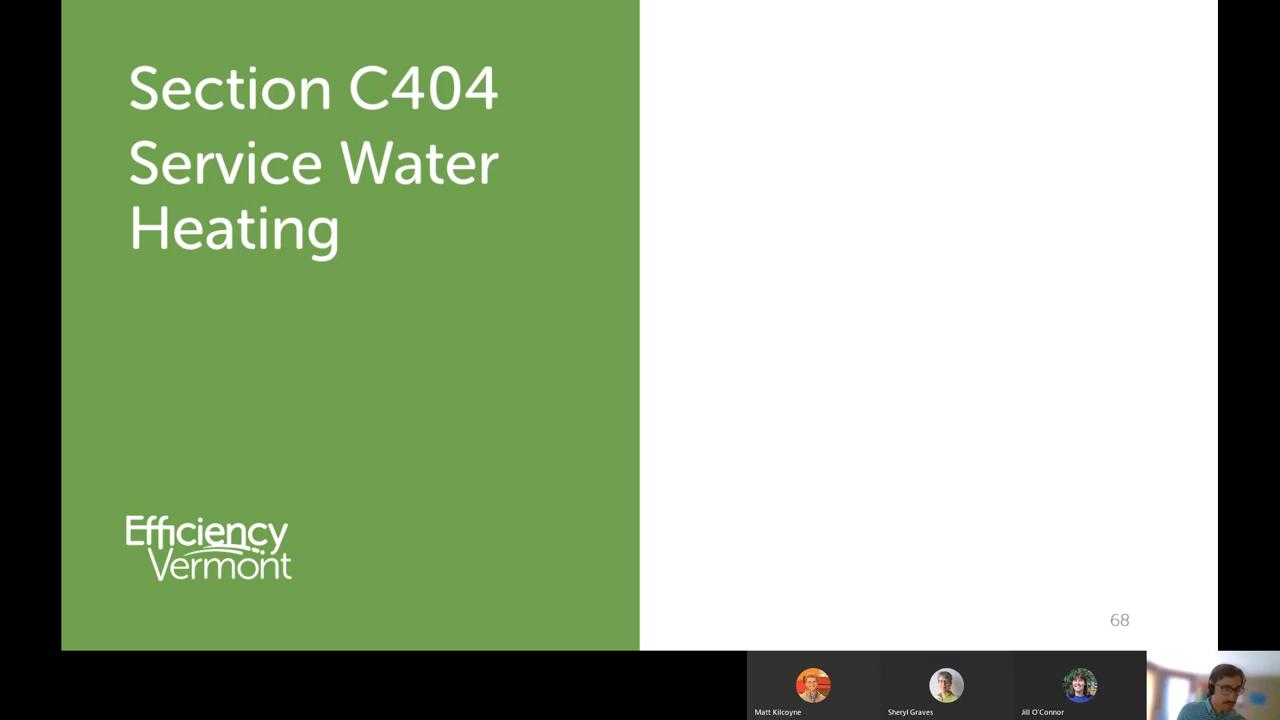 Section C404
Service Water
Heating
Efficiency
Vermont
68
Matt Kilcoyne
Sheryl Graves
Jill O'Connor